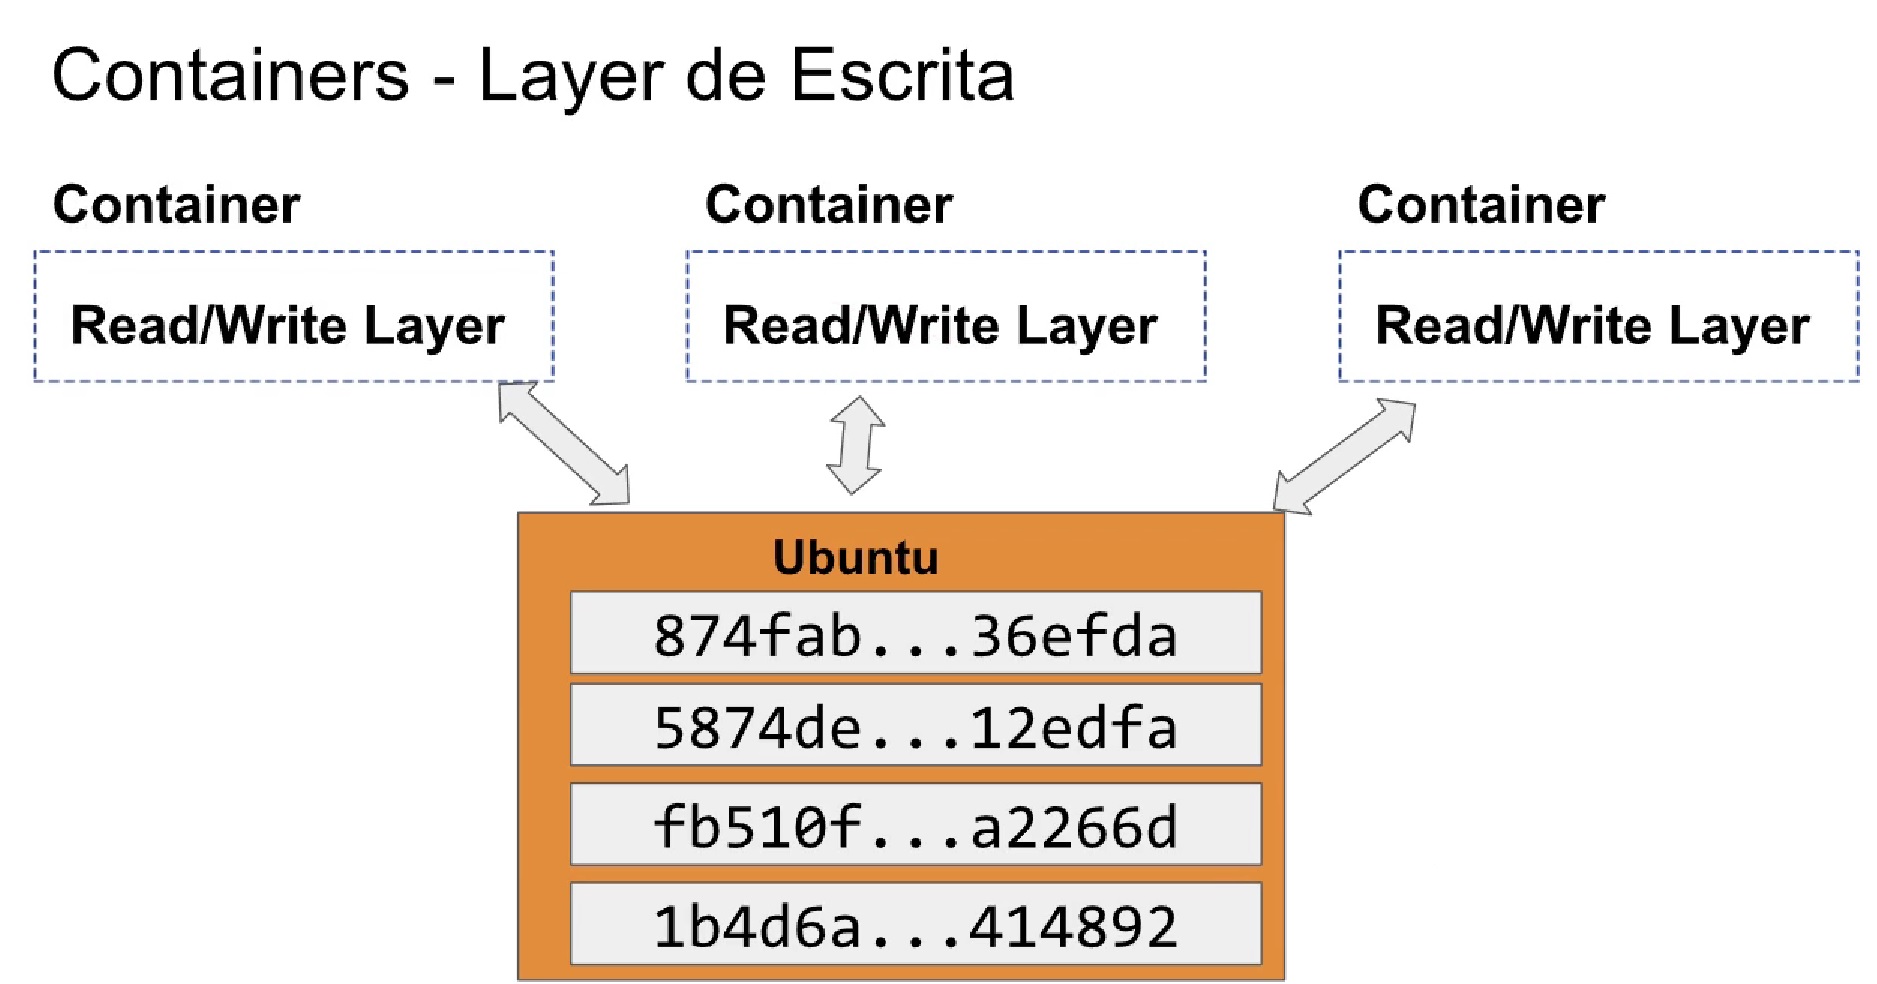 Containers - Layer de Escrita
Container
Container
Container
Read/Write Layer
Read/Write Layer
Read/Write Layer
Ubuntu
874fab...36efda
5874de...12edfa
fb510f...a2266d
1b4d6a...414892